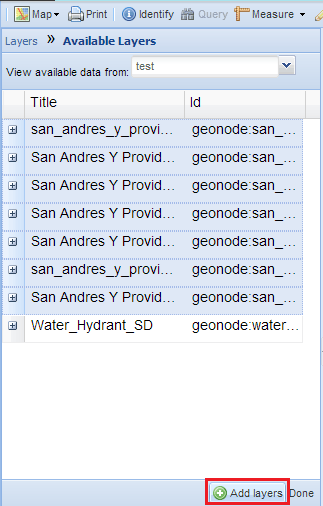 Map Print Identify Query Measure
Layers » Available Layers
View available data from: test
Title Id
san_andres_y_provi... geonode:san_...
San Andres Y Provid... geonode:san_...
San Andres Y Provid... geonode:san_...
San Andres Y Provid... geonode:san_...
San Andres Y Provid... geonode:san_...
san_andres_y_provi... geonode:san_...
San Andres Y Provid... geonode:san_...
Water_Hydrant_SD geonode:water...
Add layers Done